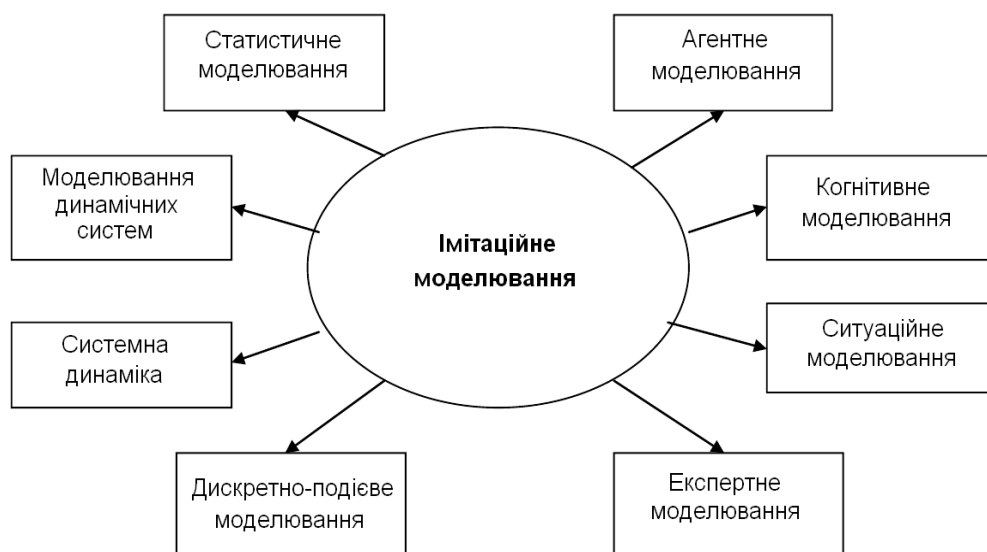 Статистичне
моделювання
Агентне
моделювання
Моделювання
динамічних
систем
Когнитивне
моделювання
Імітаційне
моделювання
Системна
динаміка
Ситуаційне
моделювання
Дискретно-подієве
моделювання
Експертне
моделювання